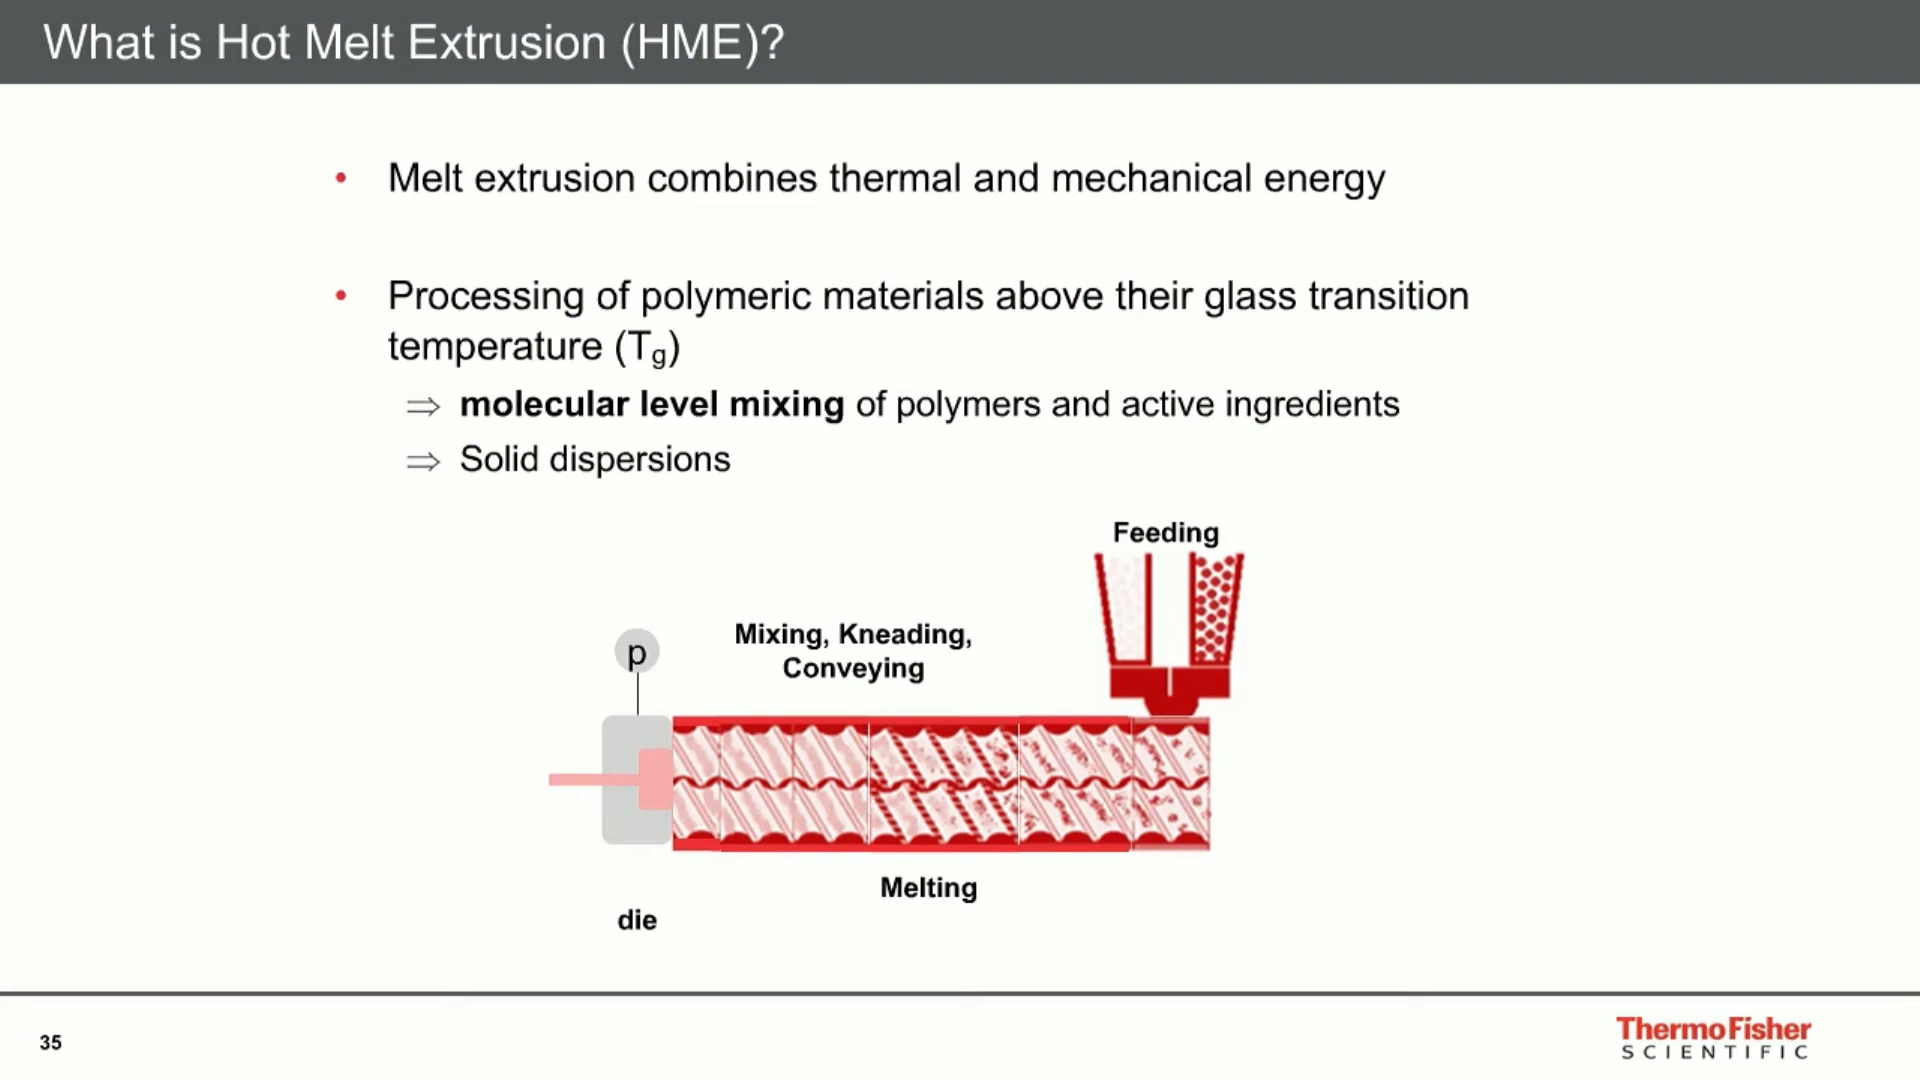 What is Hot Melt Extrusion (HME)?
• Melt extrusion combines thermal and mechanical energy
• Processing of polymeric materials above their glass transition
temperature (Tg)
⇒ molecular level mixing of polymers and active ingredients
⇒ Solid dispersions
Feeding
Mixing, Kneading,
Conveying
p
Melting
die
35
ThermoFisher
SCIENTIFIC